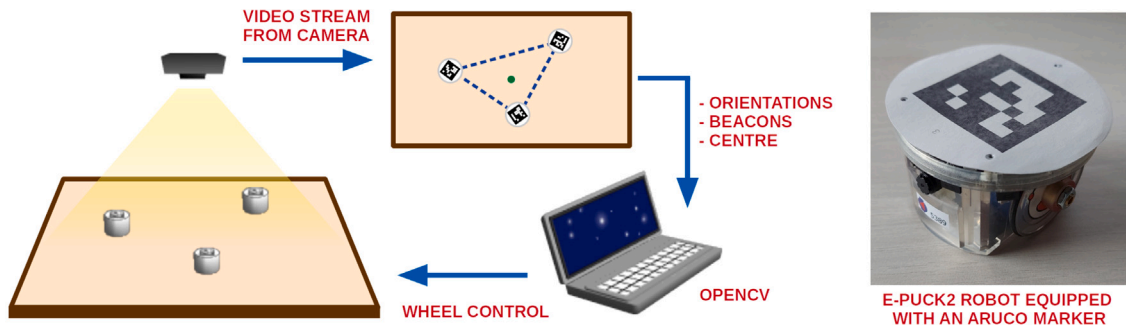 VIDEO STREAM
FROM CAMERA
- ORIENTATIONS
- BEACONS
- CENTRE
OPENCV
WHEEL CONTROL
E-PUCK2 ROBOT EQUIPPED
WITH AN ARUCO MARKER